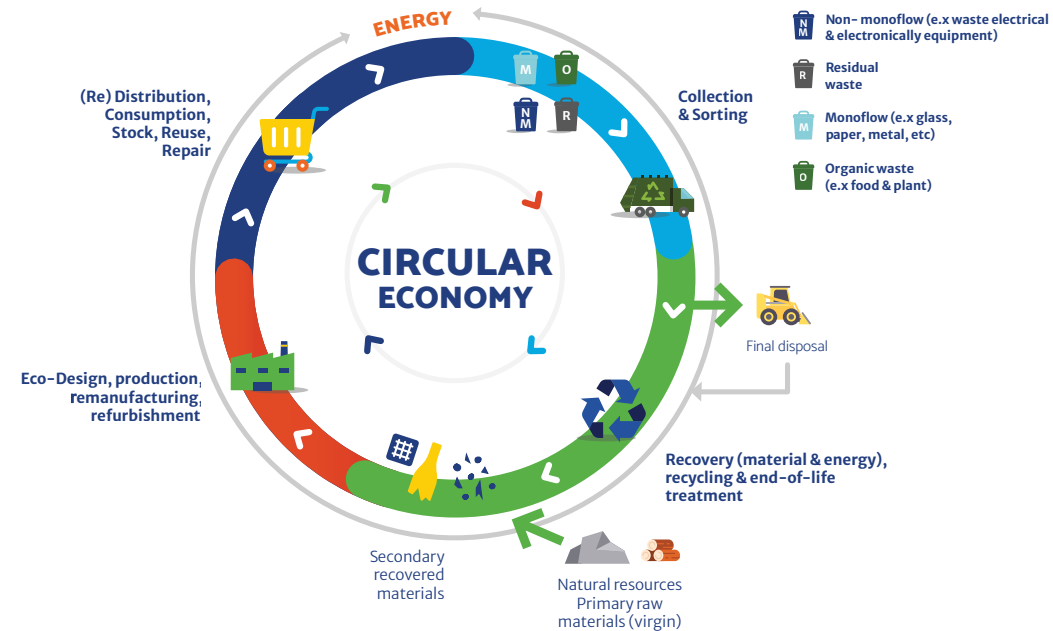 ENERGY
N
M
Non- monoflow (e.x waste electrical
& electronically equipment)
R
Residual
waste
M
Monoflow (e.x glass,
paper, metal, etc)
O
Organic waste
(e.x food & plant)
M
O
N
M
R
(Re) Distribution,
Consumption,
Stock, Reuse,
Repair
Collection
& Sorting
CIRCULAR
ECONOMY
Final disposal
Eco-Design, production,
remanufacturing,
refurbishment
Recovery (material & energy),
recycling & end-of-life
treatment
Secondary
recovered
materials
Natural resources
Primary raw
materials (virgin)